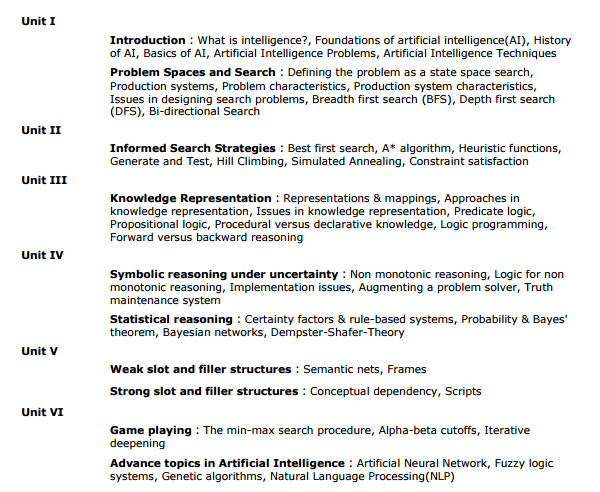 Unit I
Introduction : What is intelligence?, Foundations of artificial intelligence(AI), History
of AI, Basics of AI, Artificial Intelligence Problems, Artificial Intelligence Techniques
Problem Spaces and Search : Defining the problem as a state space search,
Production systems, Problem characteristics, Production system characteristics,
Issues in designing search problems, Breadth first search (BFS), Depth first search
(DFS), Bi-directional Search
Unit II
Informed Search Strategies : Best first search, A* algorithm, Heuristic functions,
Generate and Test, Hill Climbing, Simulated Annealing, Constraint satisfaction
Unit III
Knowledge Representation : Representations & mappings, Approaches in
knowledge representation, Issues in knowledge representation, Predicate logic,
Propositional logic, Procedural versus declarative knowledge, Logic programming,
Forward versus backward reasoning
Unit IV
Symbolic reasoning under uncertainty : Non monotonic reasoning, Logic for non
monotonic reasoning, Implementation issues, Augmenting a problem solver, Truth
maintenance system
Statistical reasoning : Certainty factors & rule-based systems, Probability & Bayes'
theorem, Bayesian networks, Dempster-Shafer-Theory
Unit V
Weak slot and filler structures : Semantic nets, Frames
Strong slot and filler structures : Conceptual dependency, Scripts
Unit VI
Game playing : The min-max search procedure, Alpha-beta cutoffs, Iterative
deepening
Advance topics in Artificial Intelligence : Artificial Neural Network, Fuzzy logic
systems, Genetic algorithms, Natural Language Processing(NLP)